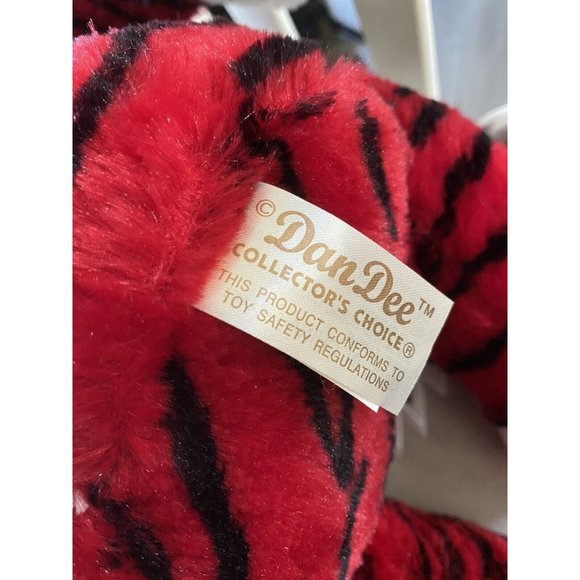 © Dan Dee™
COLLECTOR'S CHOICE®
THIS PRODUCT CONFORMS TO
TOY SAFETY REGULATIONS